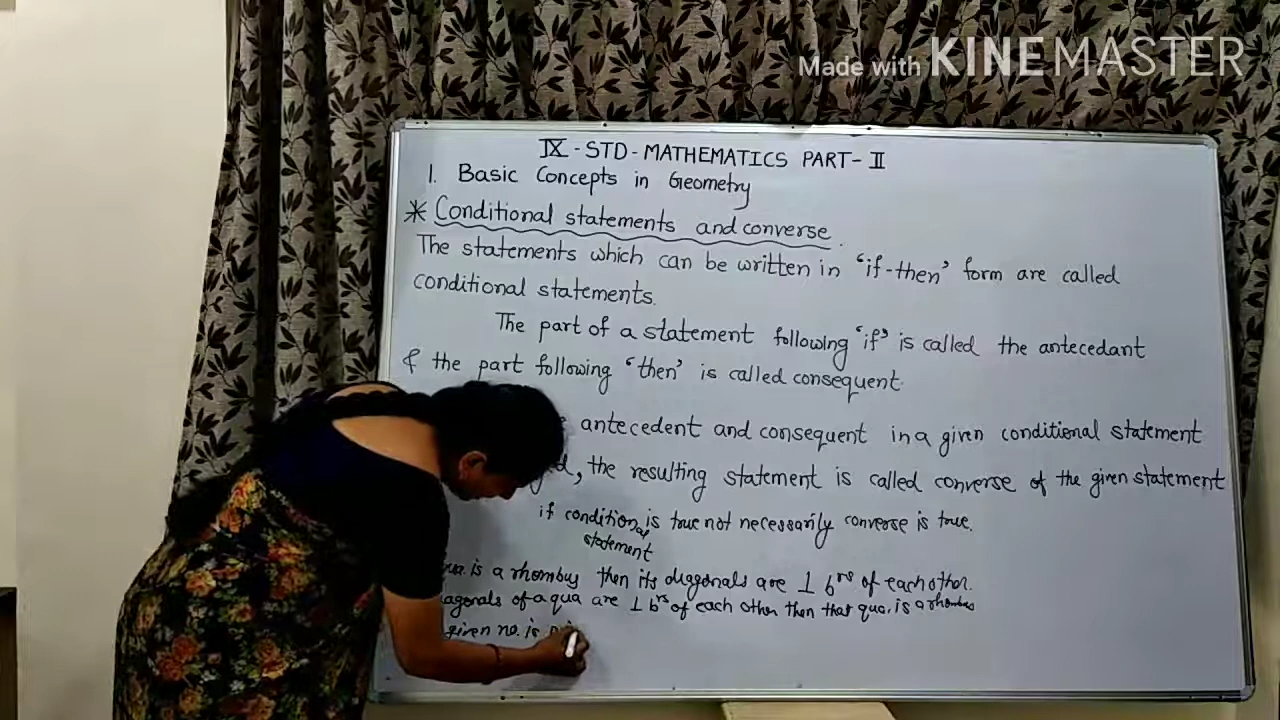 Made with KINEMASTER
IX - STD - MATHEMATICS PART - II
1. Basic Concepts in Geometry
* Conditional statements and converse.
The statements which can be written in 'if-then' form are called
conditional statements.
The part of a statement following 'if' is called the antecedant
& the part following 'then' is called consequent.
antecedent and consequent in a given conditional statement
, the resulting statement is called converse of the given statement
if conditional is true not necessarily converse is true.
statement
is a rhombus then its diagonals are ⊥ brs of each other.
agonals of a qua are ⊥ brs of each other then that qua. is a rhombus
given no. is